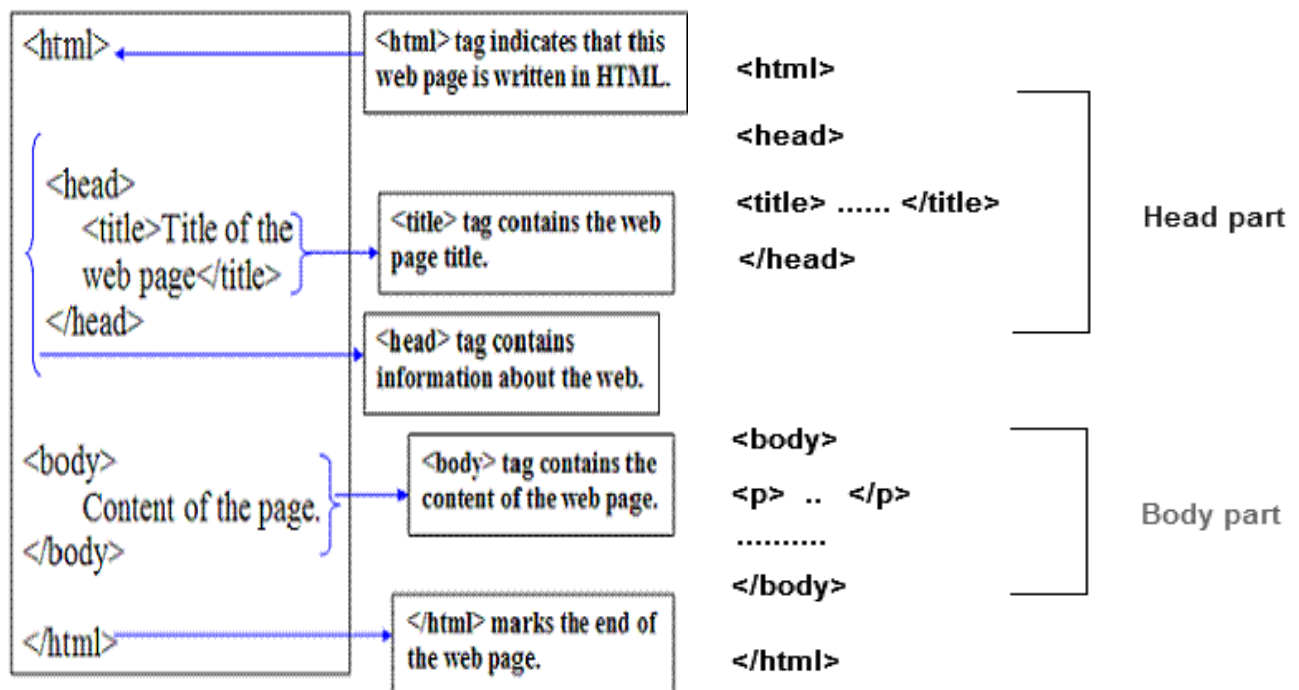 <html>
<head>
<title>Title of the
web page</title>
</head>
<body>
Content of the page.
</body>
</html>
<html> tag indicates that this
web page is written in HTML.
<title> tag contains the web
page title.
<head> tag contains
information about the web.
<body> tag contains the
content of the web page.
</html> marks the end of
the web page.
<html>
<head>
<title> ...... </title>
</head>
Head part
<body>
<p> .. </p>
..........
</body>
Body part
</html>